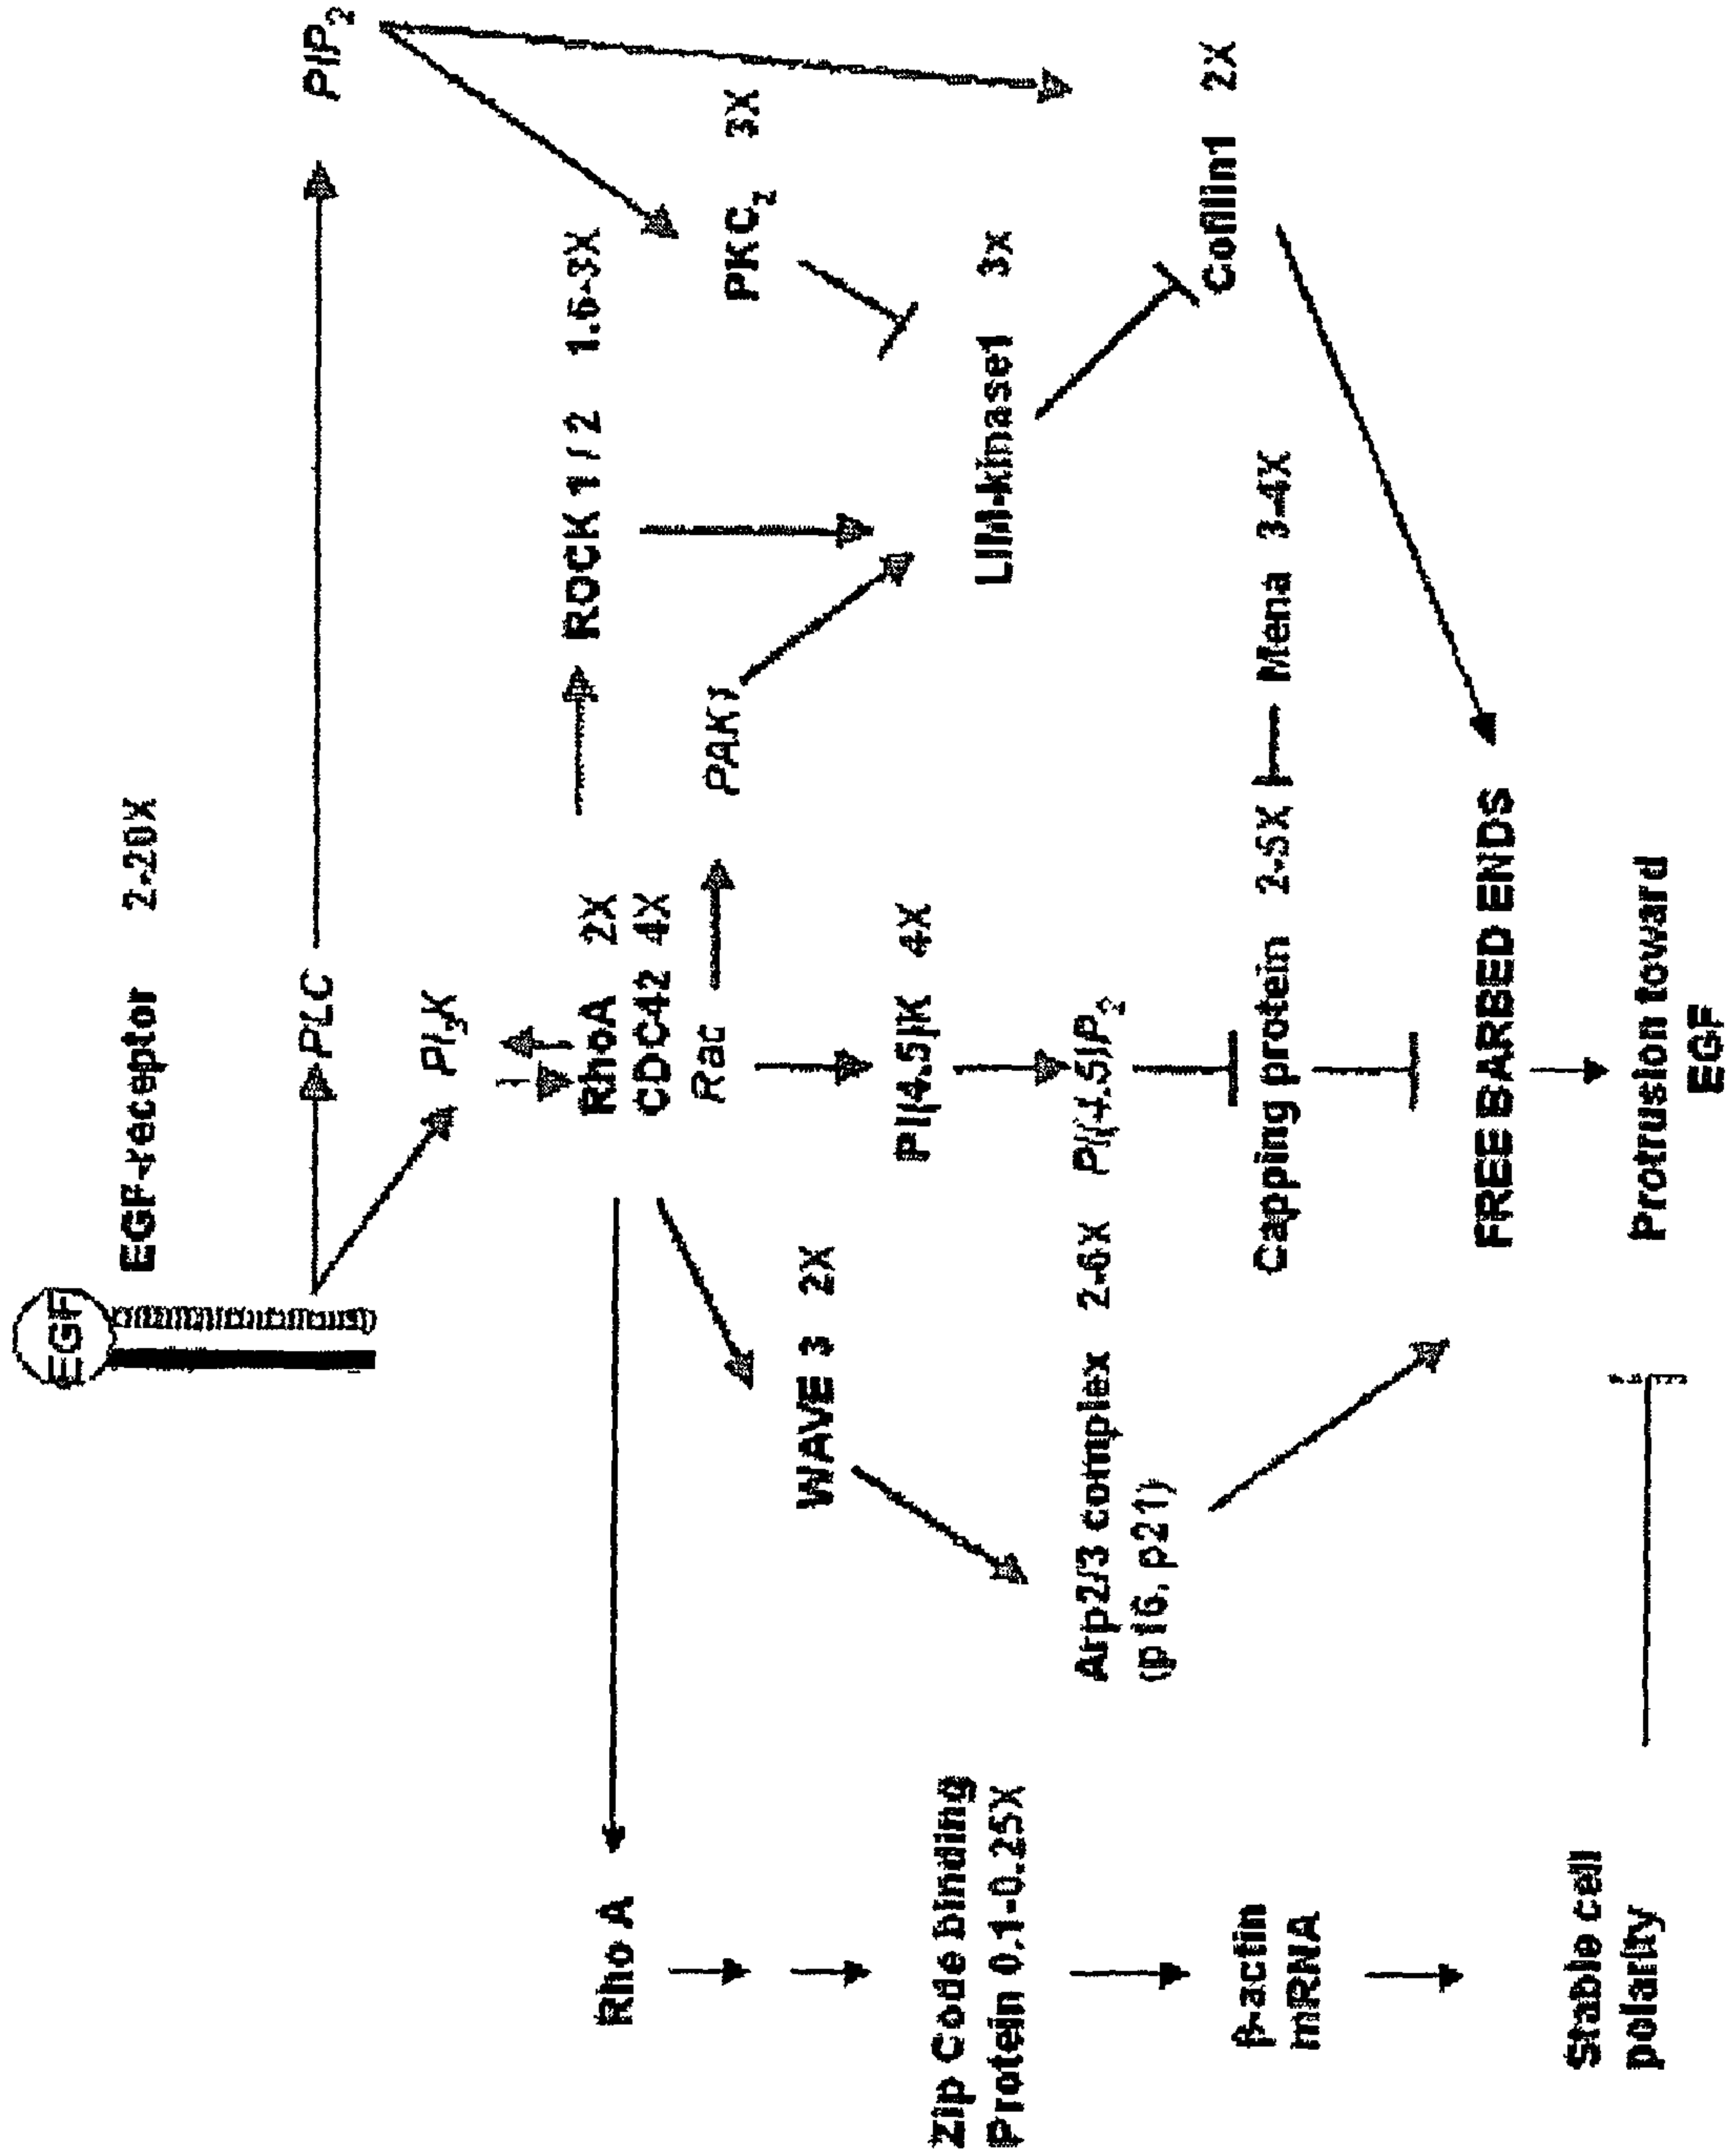 EGF
EGF-receptor 2-20X
PLC
PIP2
PI3K
Rho A
RhoA 2X
CDC42 4X
Rac
ROCK 1 / 2 1.6-3X
PAK1
PKCζ 3X
WAVE 3 2X
PI(4.5)K 4X
Zip Code binding
Protein 0.1-0.25X
LIM-kinase1 3x
Arp2/3 complex 2-6X
(p16, p21)
PI(4.5)P2
Cofilin1 2X
β-actin
mRNA
Capping protein 2-5X
Mena 3-4X
FREE BARBED ENDS
Stable cell
polarity
Protrusion toward
EGF